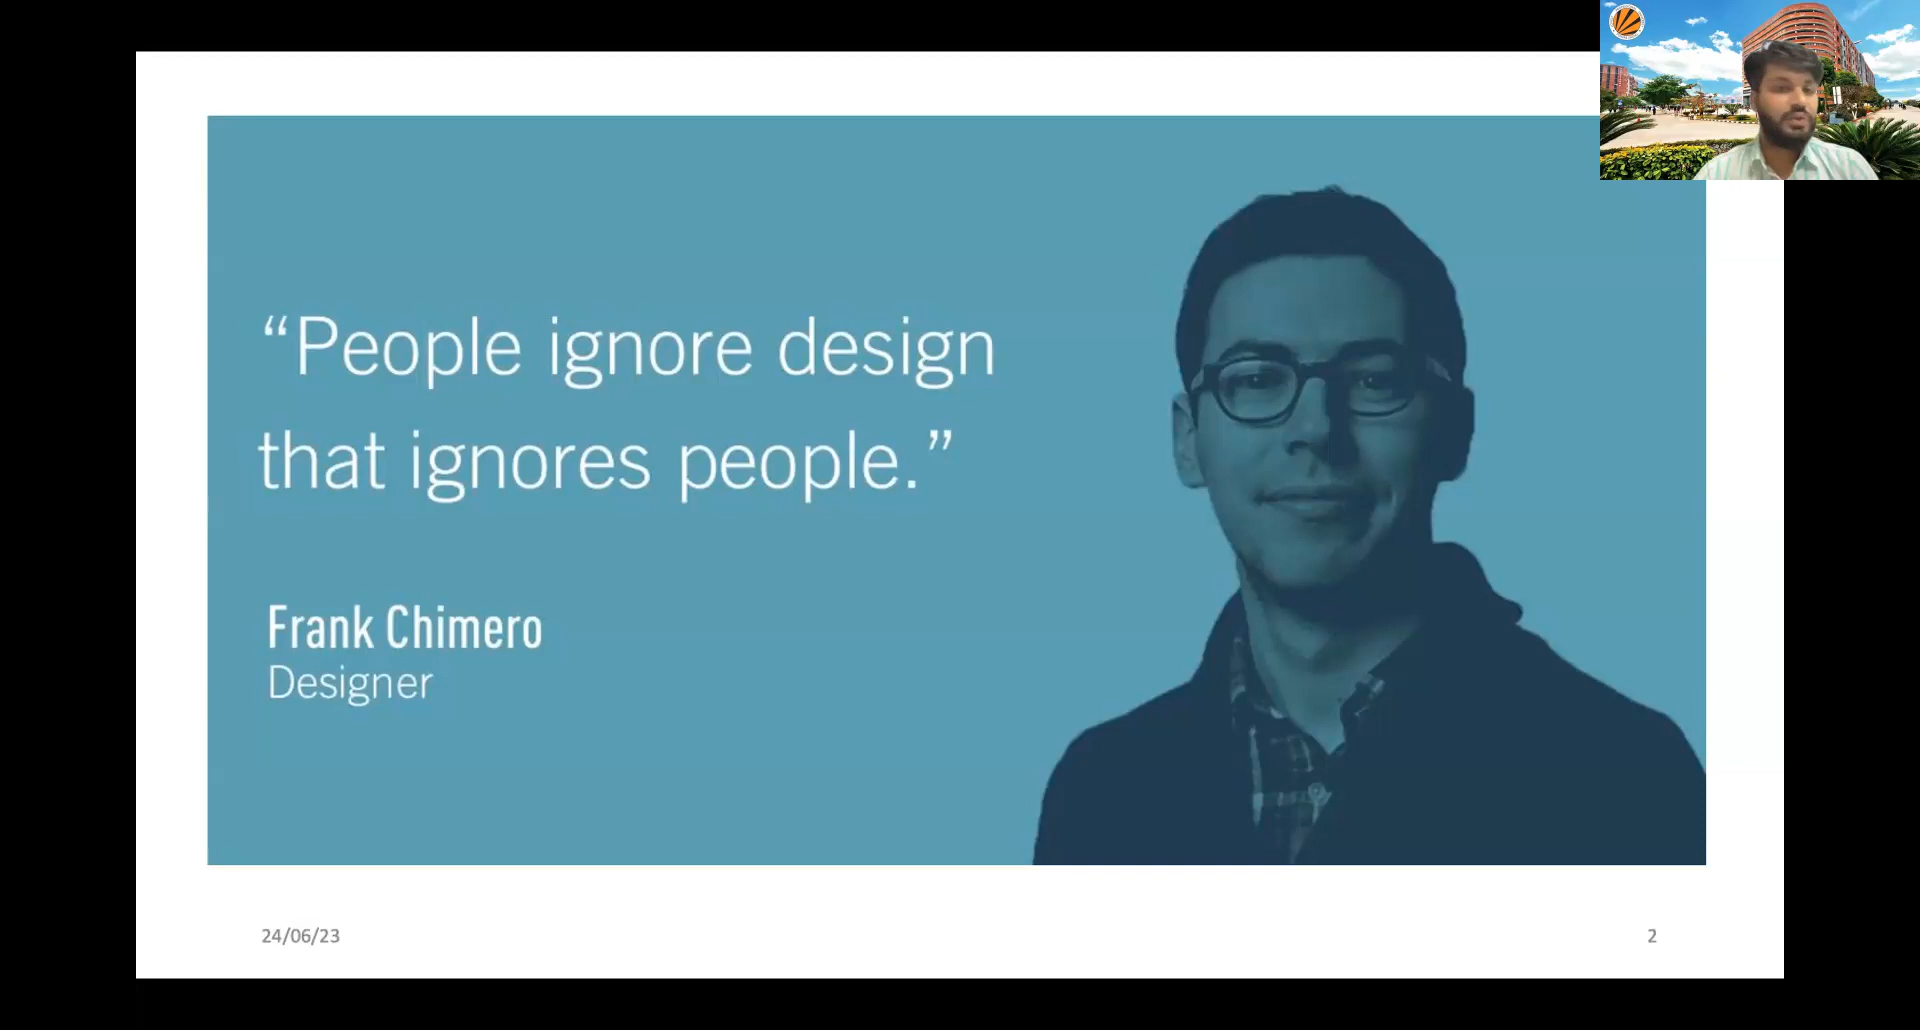 “People ignore design
that ignores people.”
Frank Chimero
Designer
24/06/23
2